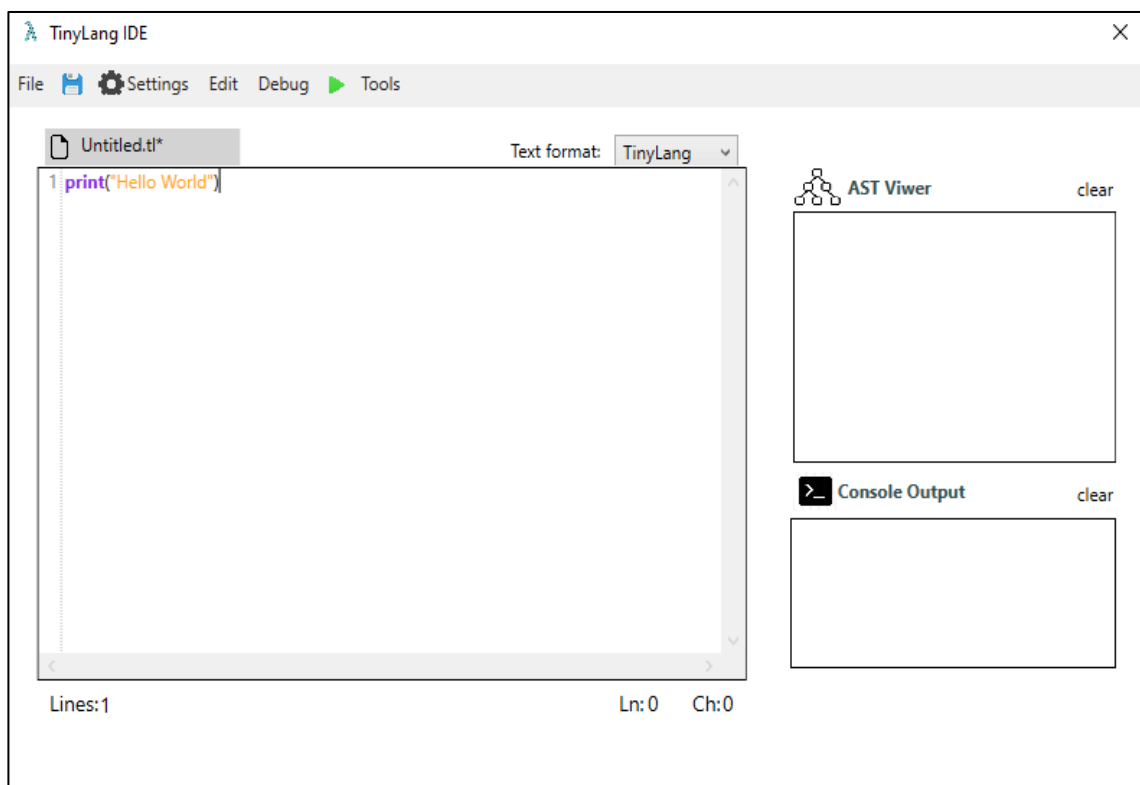 TinyLang IDE
File Settings Edit Debug Tools
Untitled.tl*
Text format: TinyLang
1 print("Hello World")
AST Viwer clear
Console Output clear
Lines:1 Ln:0 Ch:0